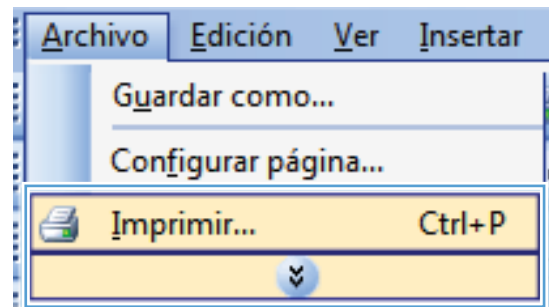 Archivo Edición Ver Insertar
Guardar como...
Configurar página...
Imprimir... Ctrl+P